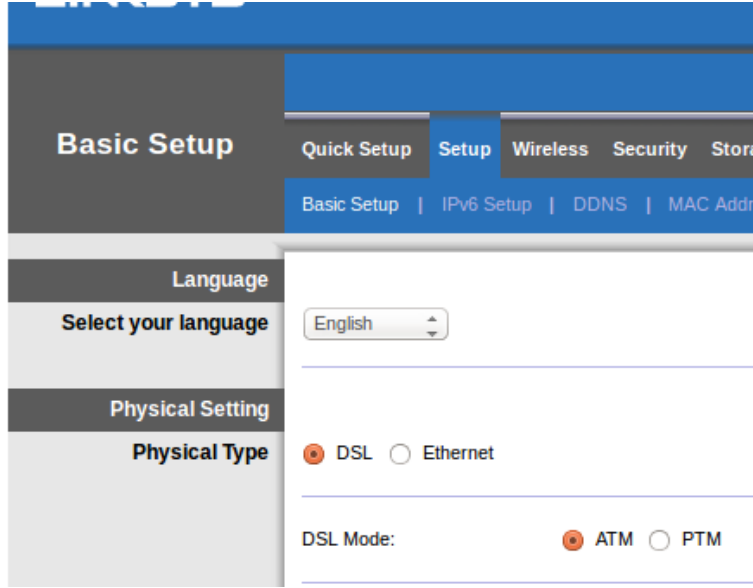 Basic Setup
Quick Setup Setup Wireless Security
Basic Setup | IPv6 Setup | DDNS | MAC
Language
Select your language English
Physical Setting
Physical Type DSL Ethernet
DSL Mode: ATM PTM